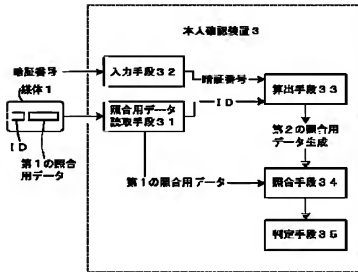 本人確認装置3
暗証番号
入力手段32
暗証番号
算出手段33
媒体1
照合用データ
読取手段31
ID
ID
第1の照合
用データ
第2の照合用
データ生成
第1の照合用データ
照合手段34
判定手段35